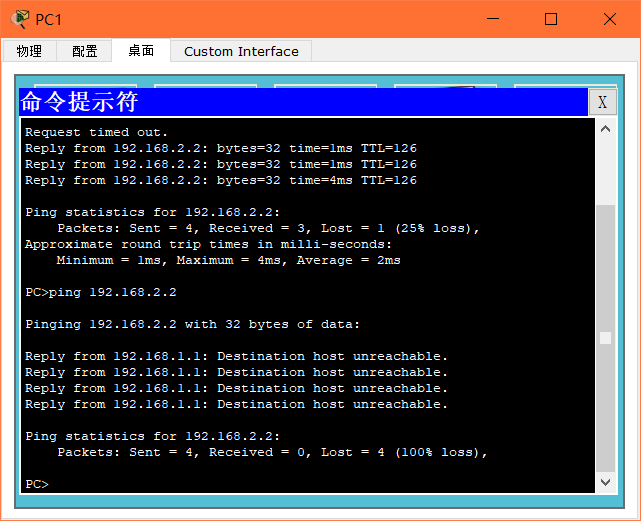 PC1
物理 配置 桌面 Custom Interface
命令提示符 X
Request timed out.
Reply from 192.168.2.2: bytes=32 time=1ms TTL=126
Reply from 192.168.2.2: bytes=32 time=1ms TTL=126
Reply from 192.168.2.2: bytes=32 time=4ms TTL=126
Ping statistics for 192.168.2.2:
Packets: Sent = 4, Received = 3, Lost = 1 (25% loss),
Approximate round trip times in milli-seconds:
Minimum = 1ms, Maximum = 4ms, Average = 2ms
PC>ping 192.168.2.2
Pinging 192.168.2.2 with 32 bytes of data:
Reply from 192.168.1.1: Destination host unreachable.
Reply from 192.168.1.1: Destination host unreachable.
Reply from 192.168.1.1: Destination host unreachable.
Reply from 192.168.1.1: Destination host unreachable.
Ping statistics for 192.168.2.2:
Packets: Sent = 4, Received = 0, Lost = 4 (100% loss),
PC>